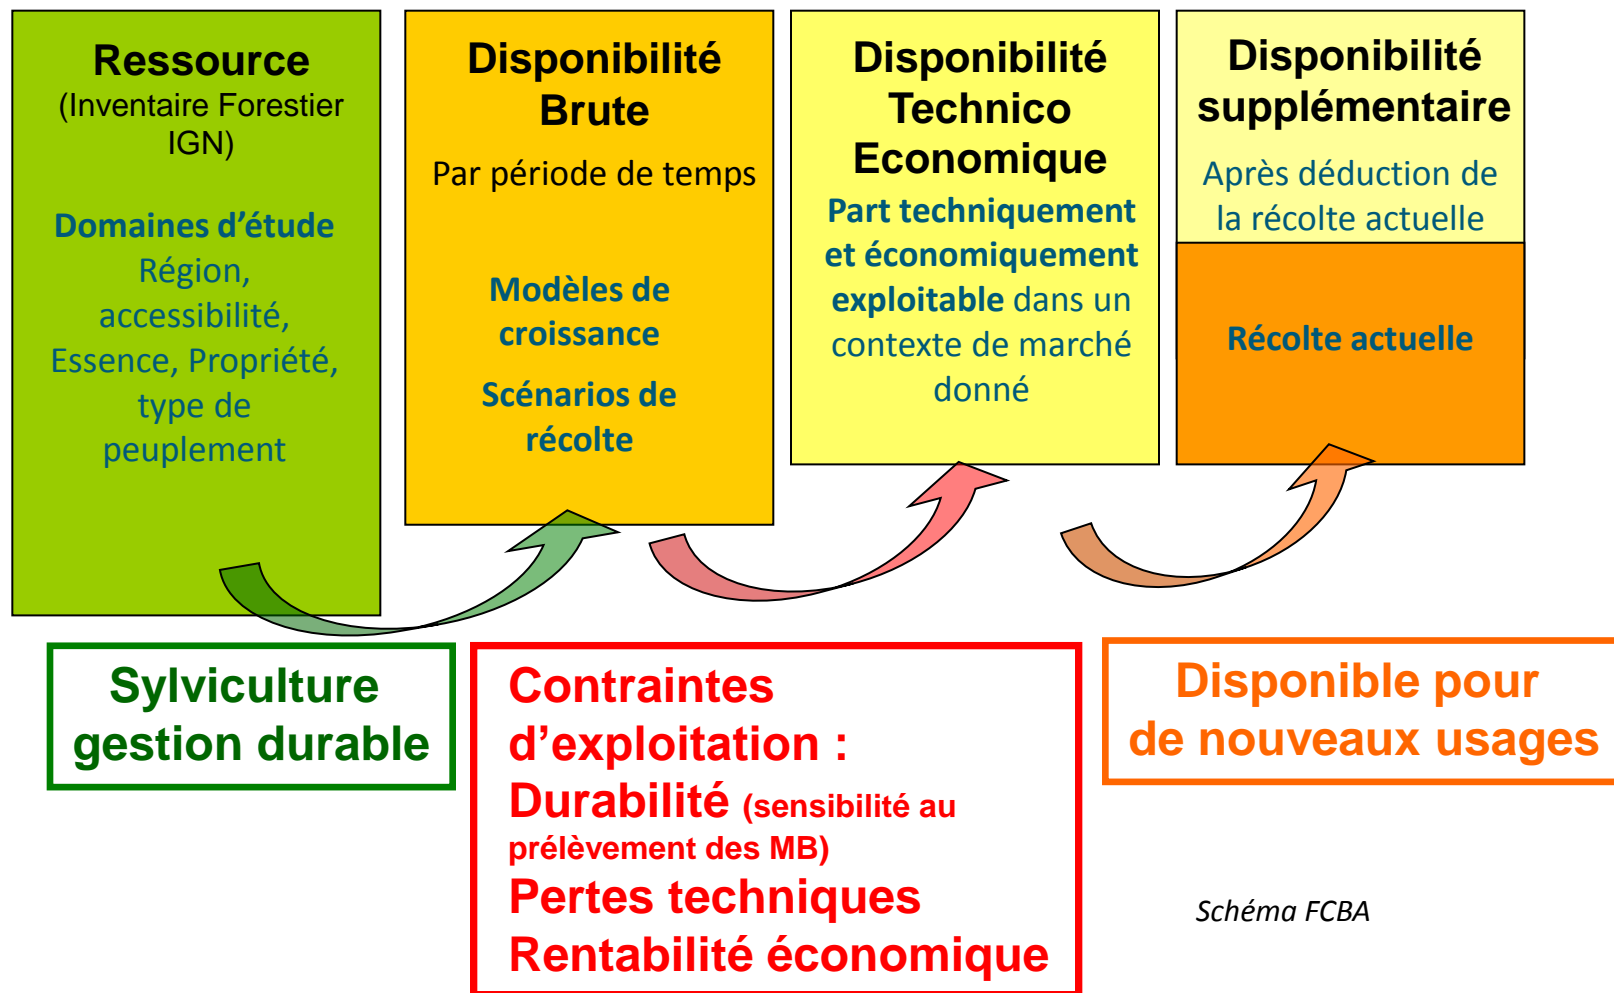 Ressource
(Inventaire Forestier
IGN)
Domaines d’étude
Région,
accessibilité,
Essence, Propriété,
type de
peuplement
Disponibilité
Brute
Par période de temps
Modèles de
croissance
Scénarios de
récolte
Disponibilité
Technico
Economique
Part techniquement
et économiquement
exploitable dans un
contexte de marché
donné
Disponibilité
supplémentaire
Après déduction de
la récolte actuelle
Récolte actuelle
Sylviculture
gestion durable
Contraintes
d’exploitation :
Durabilité (sensibilité au
prélèvement des MB)
Pertes techniques
Rentabilité économique
Disponible pour
de nouveaux usages
Schéma FCBA